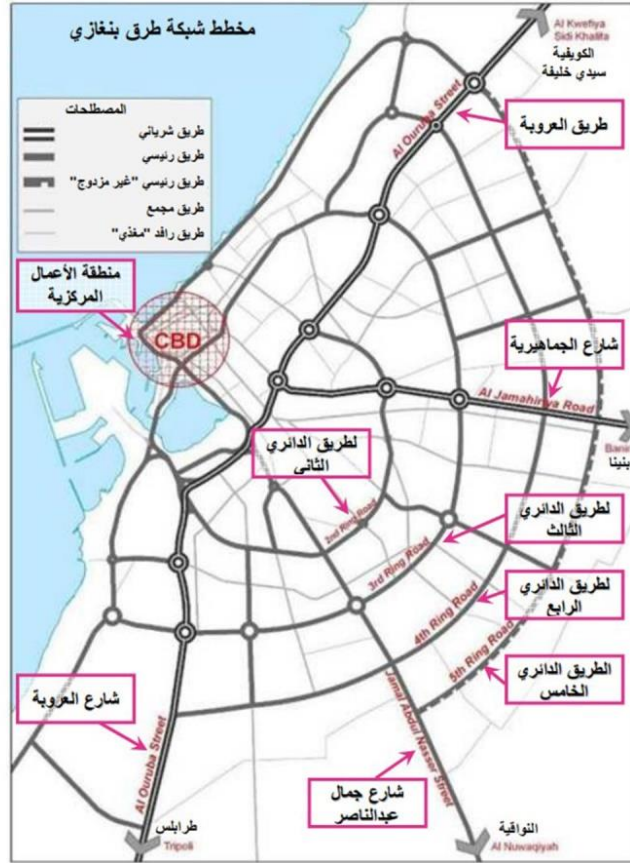 مخطط شبكة طرق بنغازي
Al Kwefiya
Sidi Khalifa
الكويفية
سيدي خليفة
المصطلحات
طريق شرياني
طريق رئيسي
طريق رئيسي "غير مزدوج"
طريق مجمع
طريق رافد "مغذي"
Al Ouruba Street
طريق العروبة
منطقة الأعمال
المركزية
CBD
شارع الجماهيرية
Al Jamahiriya Road
بنينا
لطريق الدائري
الثاني
2nd Ring Road
لطريق الدائري
الثالث
3rd Ring Road
لطريق الدائري
الرابع
4th Ring Road
5th Ring Road
الطريق الدائري
الخامس
شارع العروبة
Al Ouruba Street
Jamal Abdul Nasser Street
شارع جمال
عبدالناصر
طرابلس
Tripoli
النواقية
Al Nuwaqiyah